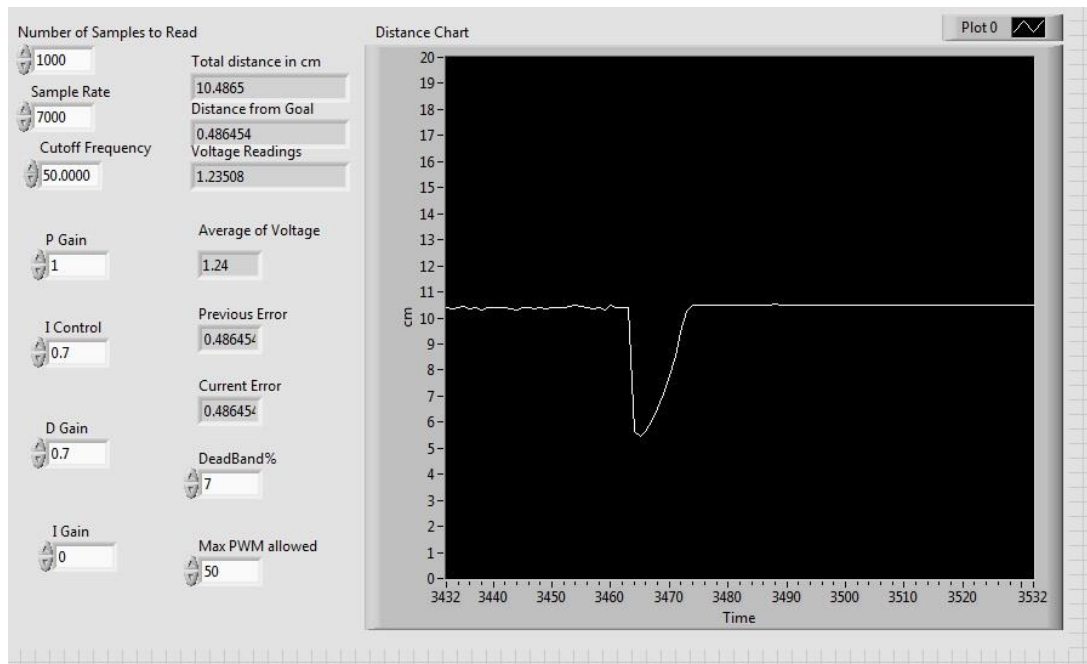 Number of Samples to Read
1000
Sample Rate
7000
Cutoff Frequency
50.0000
P Gain
1
I Control
0.7
D Gain
0.7
I Gain
0
Total distance in cm
10.4865
Distance from Goal
0.486454
Voltage Readings
1.23508
Average of Voltage
1.24
Previous Error
0.486454
Current Error
0.486454
DeadBand%
7
Max PWM allowed
50
Distance Chart
Plot 0
20
19
18
17
16
15
14
13
12
11
10
9
8
7
6
5
4
3
2
1
0
cm
3432 3440 3450 3460 3470 3480 3490 3500 3510 3520 3532
Time